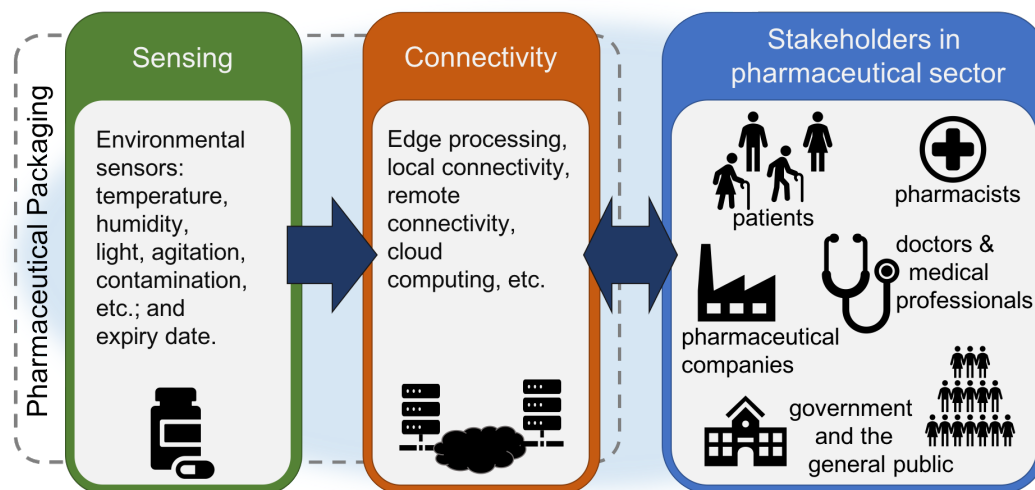 Pharmaceutical Packaging
Sensing
Environmental
sensors:
temperature,
humidity,
light, agitation,
contamination,
etc.; and
expiry date.
Connectivity
Edge processing,
local connectivity,
remote
connectivity,
cloud
computing, etc.
Stakeholders in
pharmaceutical sector
patients
pharmacists
doctors &
medical
professionals
pharmaceutical
companies
government
and the
general public